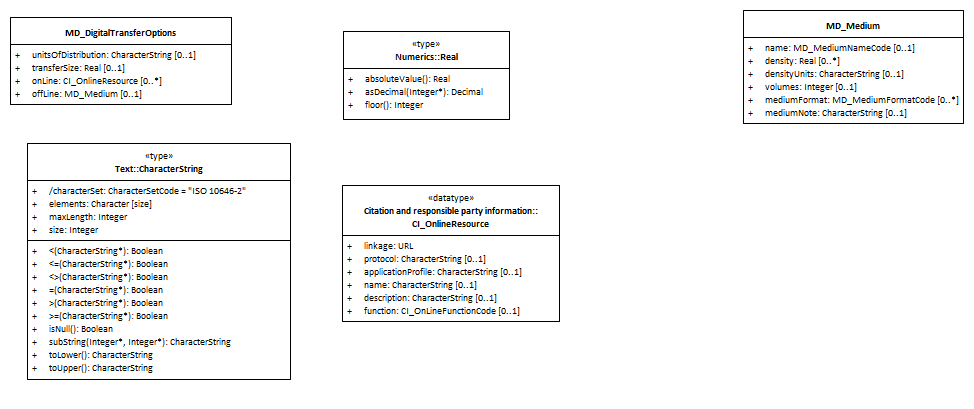 MD_DigitalTransferOptions
+ unitsOfDistribution: CharacterString [0..1]
+ transferSize: Real [0..1]
+ onLine: CI_OnlineResource [0..*]
+ offLine: MD_Medium [0..1]
«type»
Numerics::Real
+ absoluteValue(): Real
+ asDecimal(Integer*): Decimal
+ floor(): Integer
MD_Medium
+ name: MD_MediumNameCode [0..1]
+ density: Real [0..*]
+ densityUnits: CharacterString [0..1]
+ volumes: Integer [0..1]
+ mediumFormat: MD_MediumFormatCode [0..*]
+ mediumNote: CharacterString [0..1]
«type»
Text::CharacterString
+ /characterSet: CharacterSetCode = "ISO 10646-2"
+ elements: Character [size]
+ maxLength: Integer
+ size: Integer
+ <(CharacterString*): Boolean
+ <=(CharacterString*): Boolean
+ <>(CharacterString*): Boolean
+ =(CharacterString*): Boolean
+ >(CharacterString*): Boolean
+ >=(CharacterString*): Boolean
+ isNull(): Boolean
+ subString(Integer*, Integer*): CharacterString
+ toLower(): CharacterString
+ toUpper(): CharacterString
«datatype»
Citation and responsible party information::
CI_OnlineResource
+ linkage: URL
+ protocol: CharacterString [0..1]
+ applicationProfile: CharacterString [0..1]
+ name: CharacterString [0..1]
+ description: CharacterString [0..1]
+ function: CI_OnLineFunctionCode [0..1]